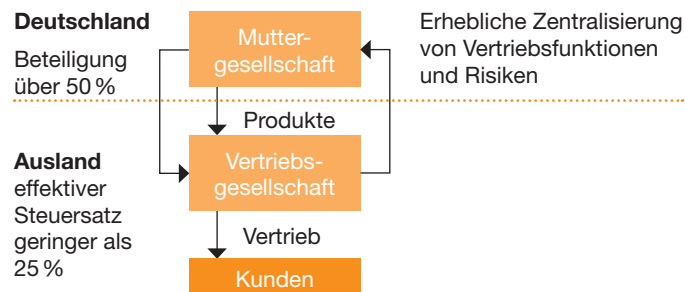 Deutschland
Beteiligung
über 50 %
Mutter-
gesellschaft
Erhebliche Zentralisierung
von Vertriebsfunktionen
und Risiken
Produkte
Ausland
effektiver
Steuersatz
geringer als
25 %
Vertriebs-
gesellschaft
Vertrieb
Kunden